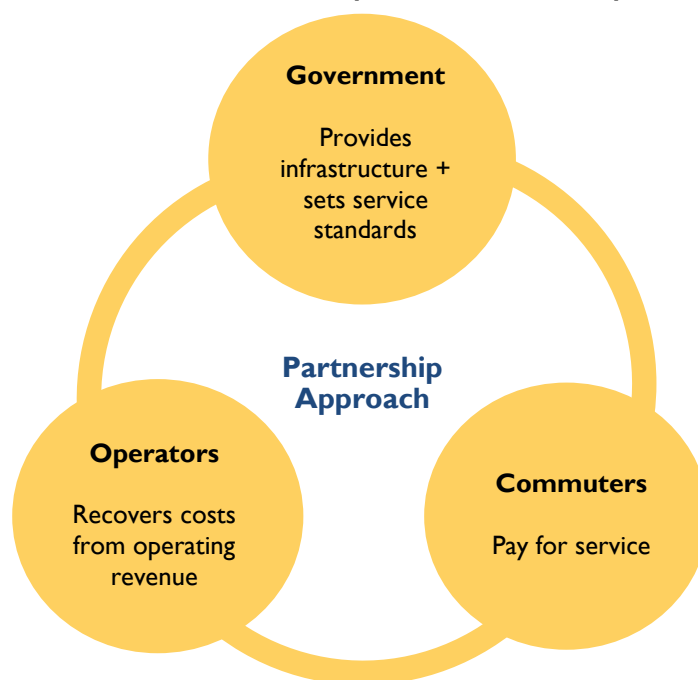 Government
Provides
infrastructure +
sets service
standards
Partnership
Approach
Operators
Recovers costs
from operating
revenue
Commuters
Pay for service